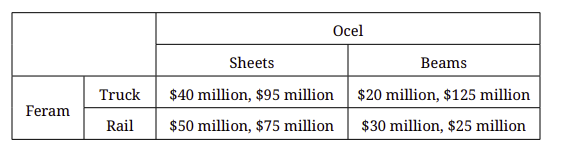 Ocel
Sheets Beams
Feram
Truck $40 million, $95 million $20 million, $125 million
Rail $50 million, $75 million $30 million, $25 million